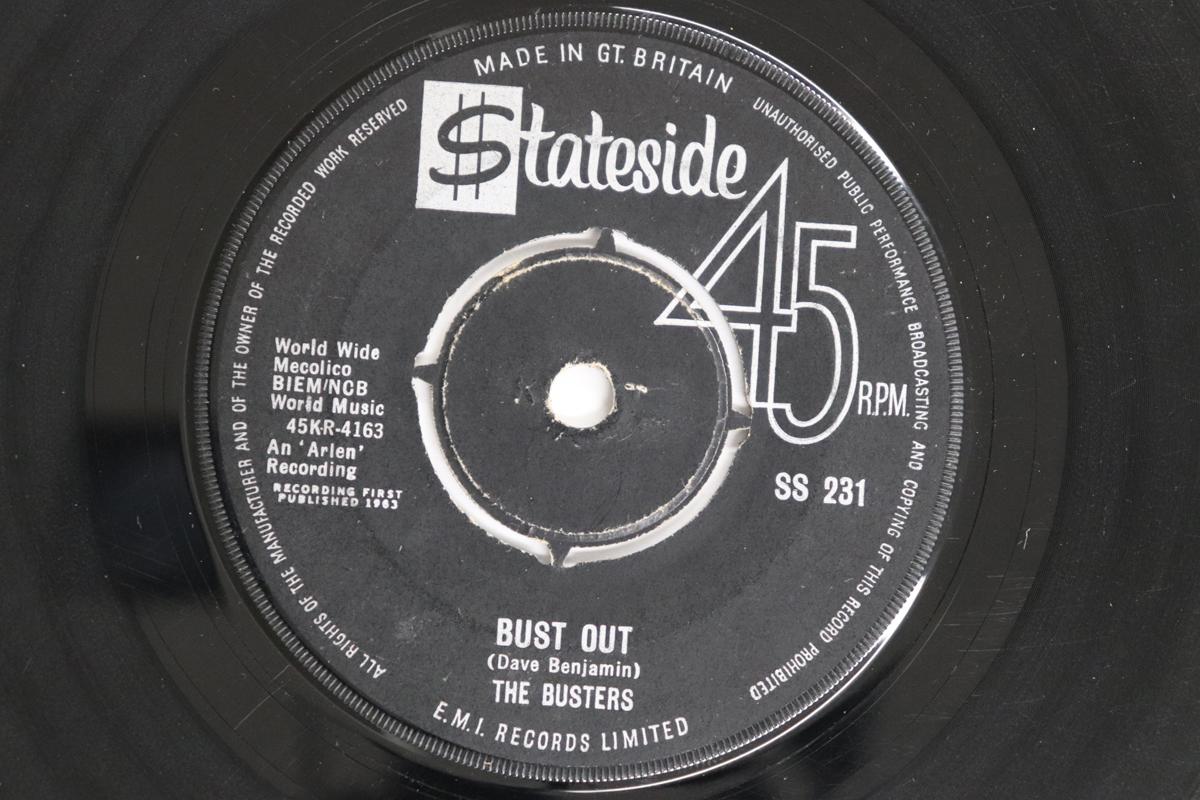 MADE IN GT. BRITAIN
$tateside
45
R.P.M.
World Wide
Mecolico
BIEM/NCB
World Music
45KR-4163
An 'Arlen'
Recording
RECORDING FIRST
PUBLISHED 1963
SS 231
BUST OUT
(Dave Benjamin)
THE BUSTERS
E.M.I. RECORDS LIMITED
ALL RIGHTS OF THE MANUFACTURER AND OF THE OWNER OF THE RECORDED WORK RESERVED
UNAUTHORISED PUBLIC PERFORMANCE BROADCASTING AND COPYING OF THIS RECORD PROHIBITED